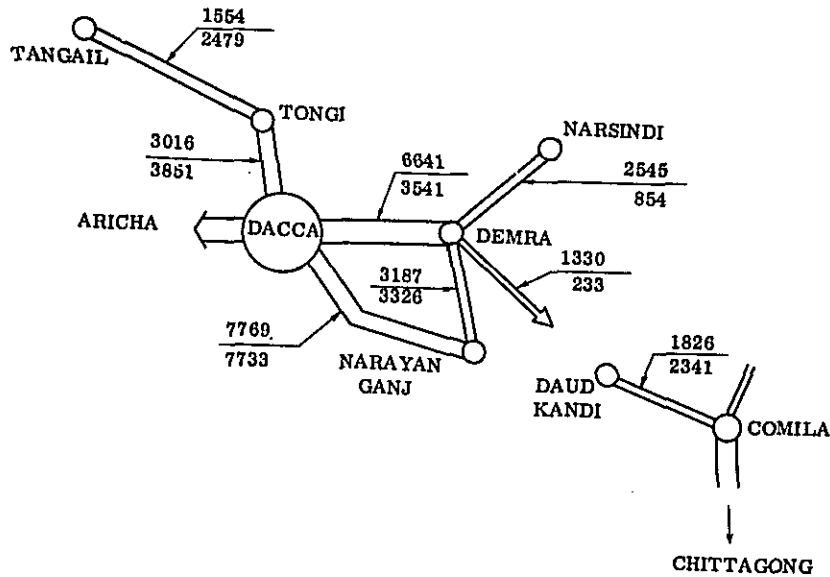 1554
2479
TANGAIL
TONGI
3016
3851
NARSINDI
6641
3541
2545
854
ARICHA
DACCA
DEMRA
3187
3326
1330
233
7769
7733
NARAYAN
GANJ
1826
2341
DAUD
KANDI
COMILA
CHITTAGONG